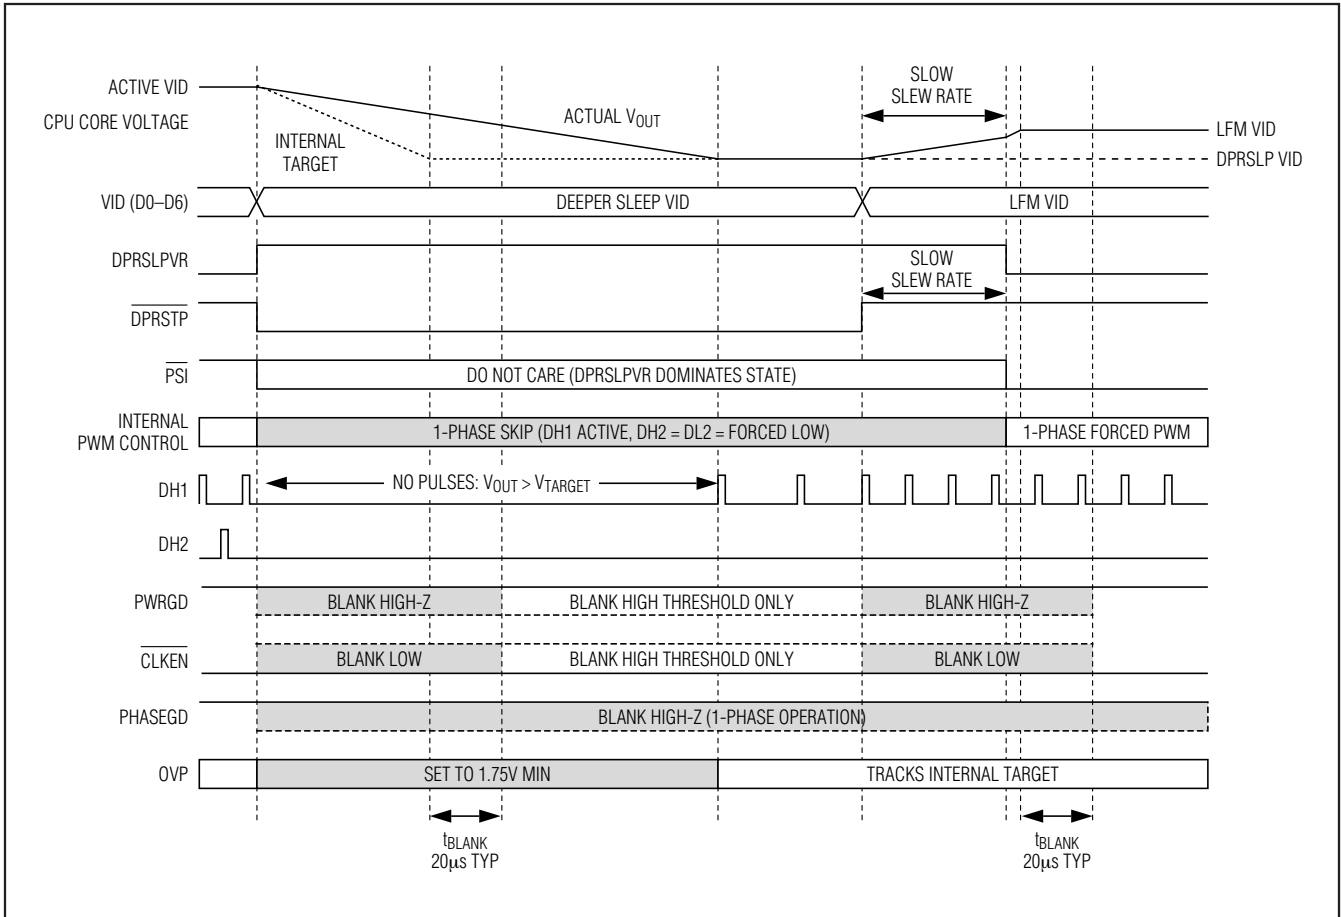 SLOW
SLEW RATE
ACTIVE VID
CPU CORE VOLTAGE
ACTUAL VOUT
INTERNAL
TARGET
LFM VID
DPRSLP VID
VID (D0–D6)
DEEPER SLEEP VID
LFM VID
DPRSLPVR
SLOW
SLEW RATE
DPRSTP
PSI
DO NOT CARE (DPRSLPVR DOMINATES STATE)
INTERNAL
PWM CONTROL
1-PHASE SKIP (DH1 ACTIVE, DH2 = DL2 = FORCED LOW)
1-PHASE FORCED PWM
DH1
NO PULSES: VOUT > VTARGET
DH2
PWRGD
BLANK HIGH-Z
BLANK HIGH THRESHOLD ONLY
BLANK HIGH-Z
CLKEN
BLANK LOW
BLANK HIGH THRESHOLD ONLY
BLANK LOW
PHASEGD
BLANK HIGH-Z (1-PHASE OPERATION)
OVP
SET TO 1.75V MIN
TRACKS INTERNAL TARGET
tBLANK
20μs TYP
tBLANK
20μs TYP